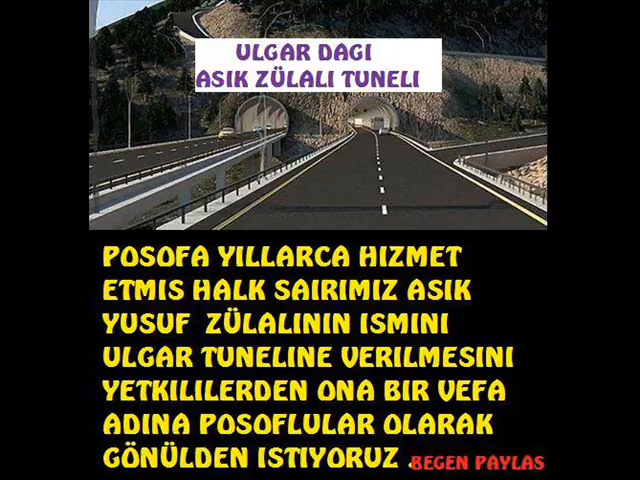 ULGAR DAGI
ASIK ZÜLALI TUNELI
POSOFA YILLARCA HIZMET
ETMIS HALK SAIRIMIZ ASIK
YUSUF ZÜLALININ ISMINI
ULGAR TUNELINE VERILMESINI
YETKILILERDEN ONA BIR VEFA
ADINA POSOFLULAR OLARAK
GÖNÜLDEN ISTIYORUZ .BEGEN PAYLAS